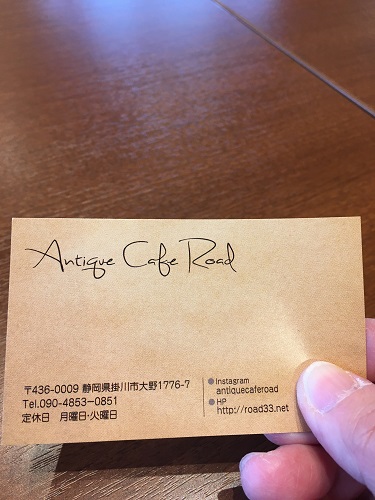 Antique Cafe Road
〒436-0009 静岡県掛川市大野1776-7
Tel.090-4853-0851
定休日 月曜日・火曜日
Instagram
antiquecaferoad
HP
http://road33.net